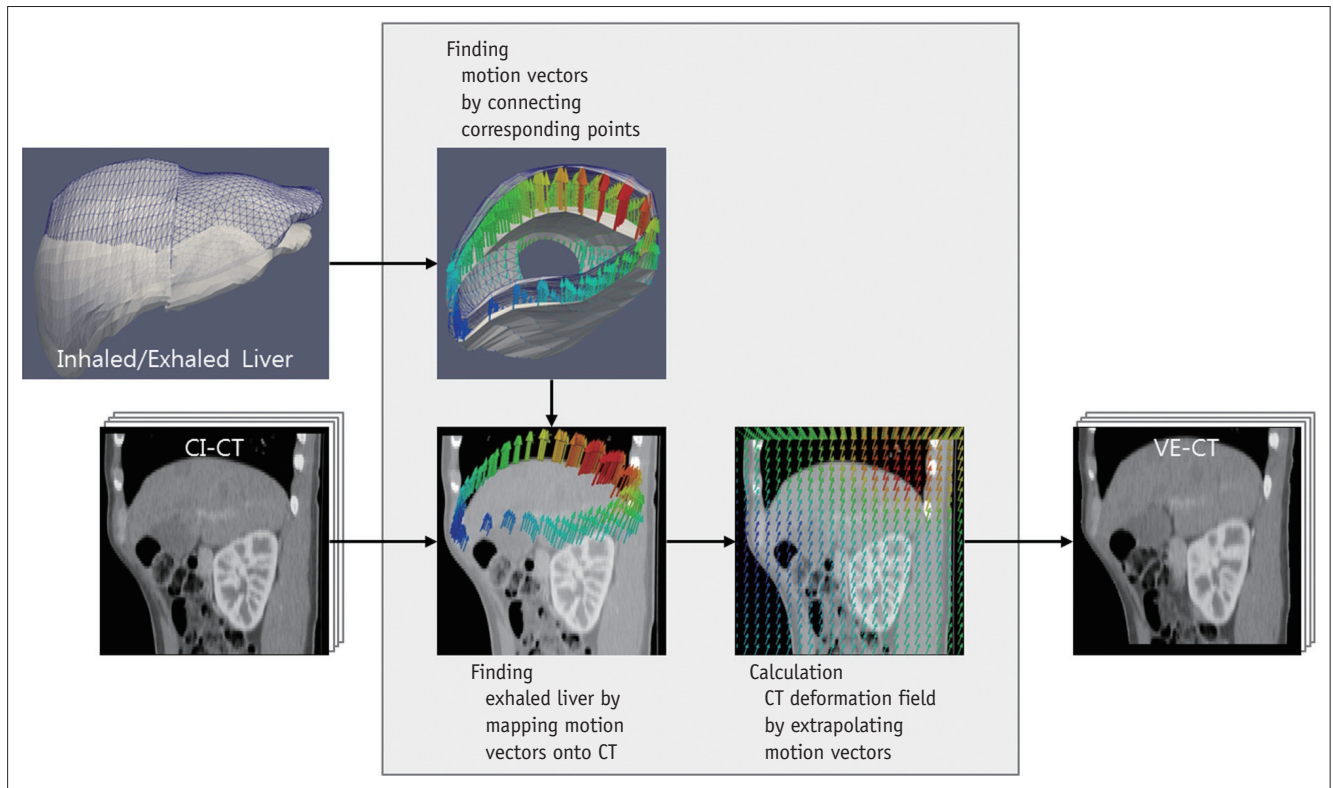 Finding
motion vectors
by connecting
corresponding points
Inhaled/Exhaled Liver
CI-CT
VE-CT
Finding
exhaled liver by
mapping motion
vectors onto CT
Calculation
CT deformation field
by extrapolating
motion vectors